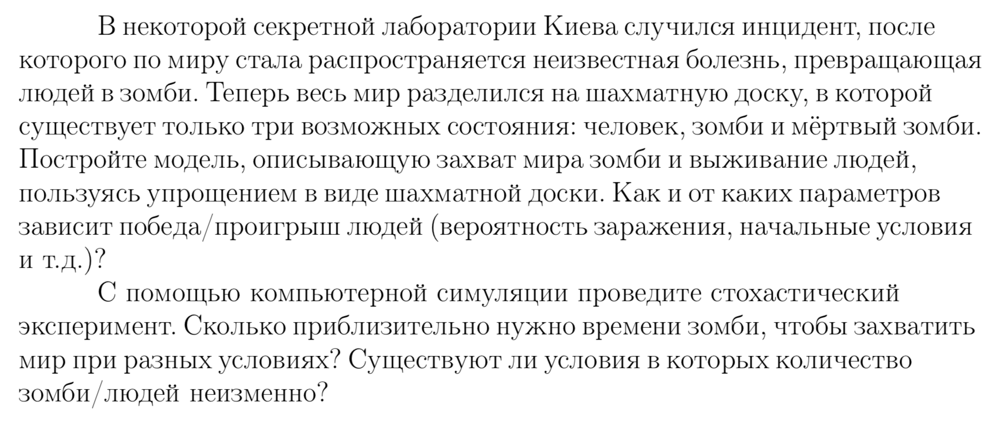 В некоторой секретной лаборатории Киева случился инцидент, после
которого по миру стала распространяется неизвестная болезнь, превращающая
людей в зомби. Теперь весь мир разделился на шахматную доску, в которой
существует только три возможных состояния: человек, зомби и мёртвый зомби.
Постройте модель, описывающую захват мира зомби и выживание людей,
пользуясь упрощением в виде шахматной доски. Как и от каких параметров
зависит победа/проигрыш людей (вероятность заражения, начальные условия
и т.д.)?
С помощью компьютерной симуляции проведите стохастический
эксперимент. Сколько приблизительно нужно времени зомби, чтобы захватить
мир при разных условиях? Существуют ли условия в которых количество
зомби/людей неизменно?